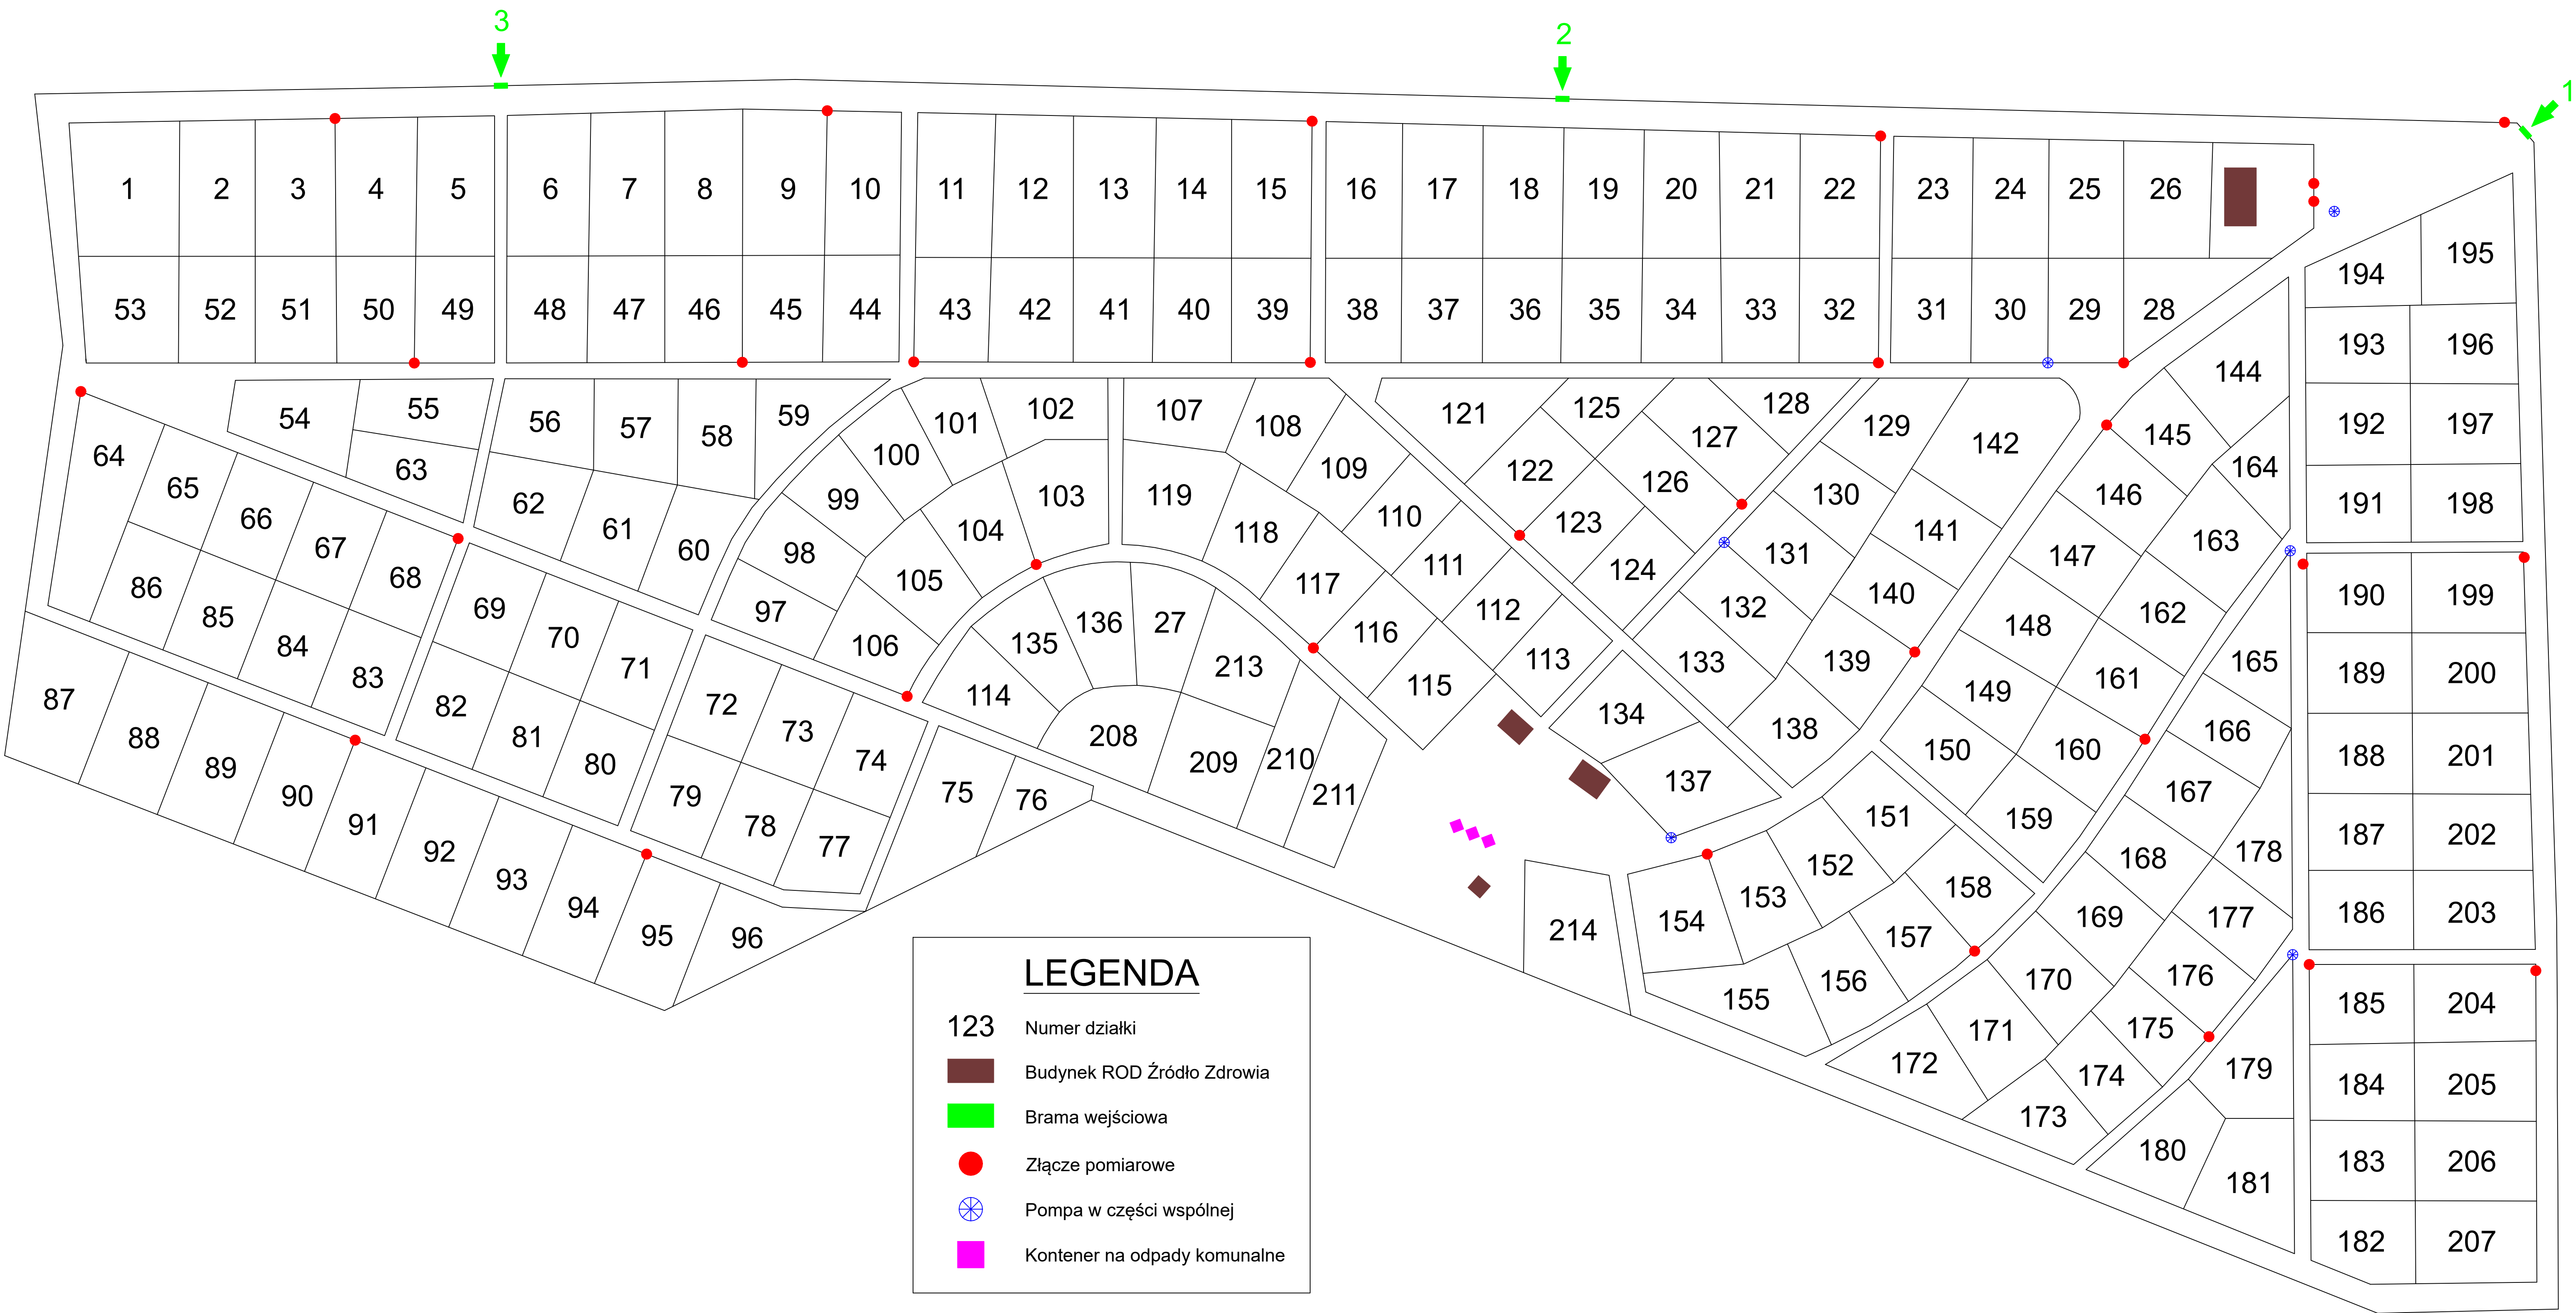 3
2
1
1 2 3 4 5 6 7 8 9 10 11 12 13 14 15 16 17 18 19 20 21 22 23 24 25 26
195
194
53 52 51 50 49 48 47 46 45 44 43 42 41 40 39 38 37 36 35 34 33 32 31 30 29 28
193 196
144
54 55 56 57 58 59 101 102 107 108 121 125 127 128 129 142 145
192 197
64 63 100 109 122 126 130 146 164
65 62 99 103 119 110 123 141 163
191 198
66 61 104 118 111 131 147
67 60 98 105 117 124 140 162
68 86 190 199
69 85 97 136 27 112 132 148
70 84 106 135 116 113 133 139 161 165
71 83 213 189 200
87 82 72 114 115 134 149 166
88 81 73 208 137 138 150 160
89 80 74 209 210 188 201
90 79 75 76 211 151 159 167
91 78 187 202
92 77 152 168 178
93 153 158
94 154 169 177 186 203
95 96 214 157
156 170 176
155 185 204
171 175
172 174 179
184 205
173
180 183 206
181
182 207
LEGENDA
123 Numer działki
Budynek ROD Źródło Zdrowia
Brama wejściowa
Złącze pomiarowe
Pompa w części wspólnej
Kontener na odpady komunalne